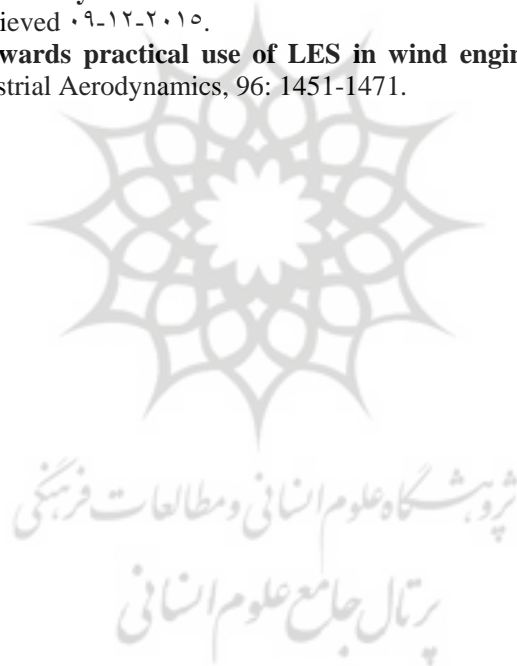 ieved ۰۹-۱۲-۲۰۱۵.
wards practical use of LES in wind engin
strial Aerodynamics, 96: 1451-1471.
پژوهشگاه علوم انسانی و مطالعات فرهنگی
پرتال جامع علوم انسانی